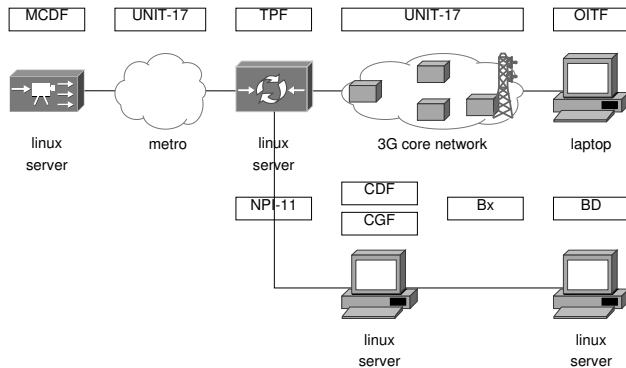 MCDF
UNIT-17
TPF
UNIT-17
OITF
linux
server
metro
linux
server
3G core network
laptop
NPI-11
CDF
CGF
Bx
BD
linux
server
linux
server